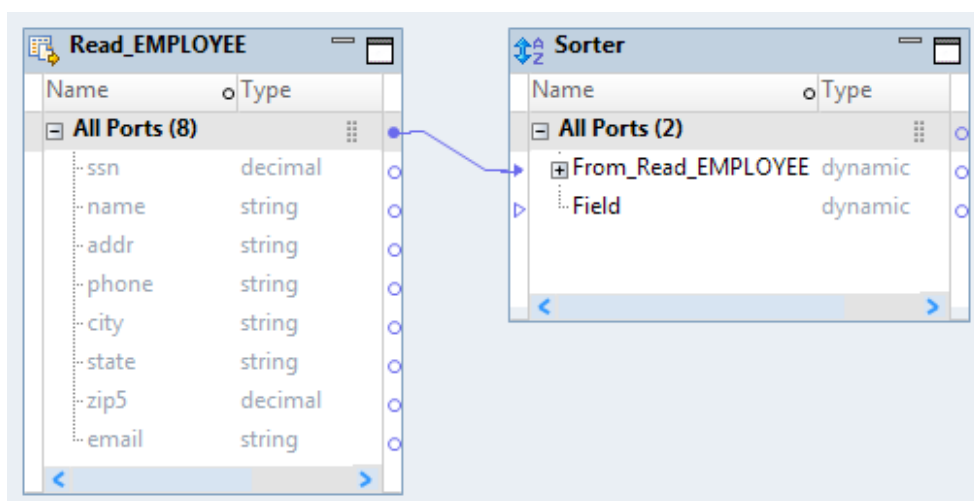 Read_EMPLOYEE
Name Type
All Ports (8)
ssn decimal
name string
addr string
phone string
city string
state string
zip5 decimal
email string
Sorter
Name Type
All Ports (2)
From_Read_EMPLOYEE dynamic
Field dynamic